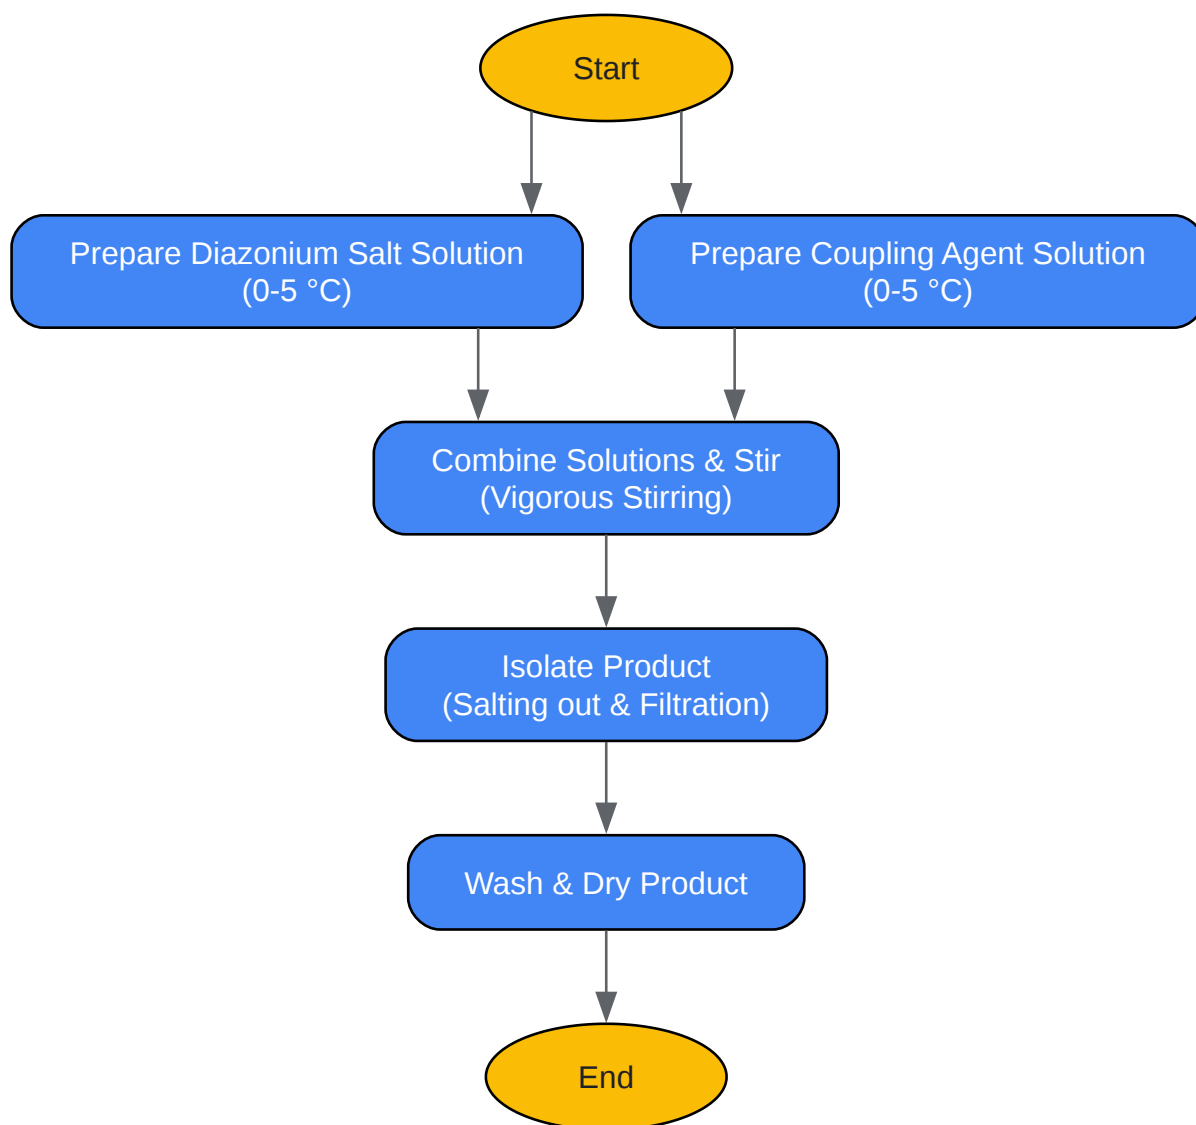 Start
Prepare Diazonium Salt Solution
(0-5 °C)
Prepare Coupling Agent Solution
(0-5 °C)
Combine Solutions & Stir
(Vigorous Stirring)
Isolate Product
(Salting out & Filtration)
Wash & Dry Product
End